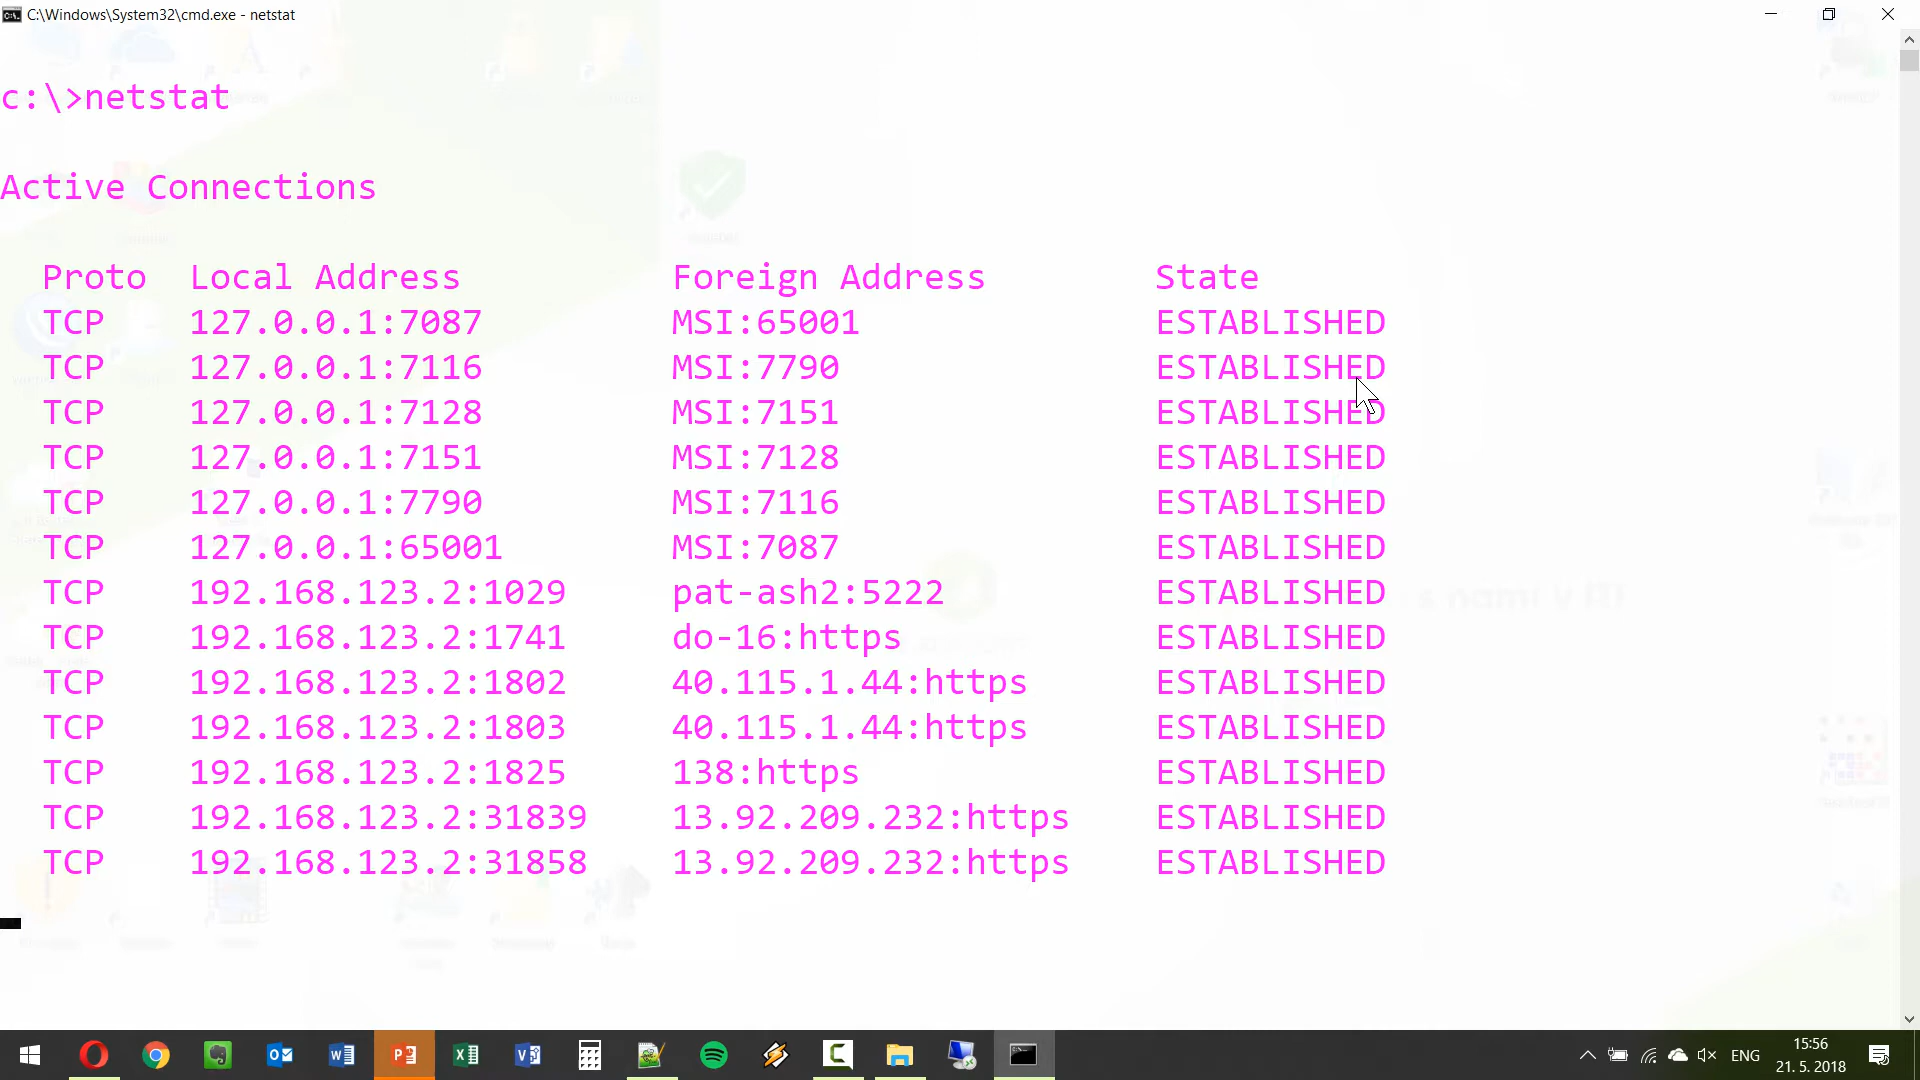 C:\Windows\System32\cmd.exe - netstat
c:\>netstat
Active Connections
Proto  Local Address          Foreign Address        State
TCP    127.0.0.1:7087         MSI:65001              ESTABLISHED
TCP    127.0.0.1:7116         MSI:7790               ESTABLISHED
TCP    127.0.0.1:7128         MSI:7151               ESTABLISHED
TCP    127.0.0.1:7151         MSI:7128               ESTABLISHED
TCP    127.0.0.1:7790         MSI:7116               ESTABLISHED
TCP    127.0.0.1:65001        MSI:7087               ESTABLISHED
TCP    192.168.123.2:1029     pat-ash2:5222          ESTABLISHED
TCP    192.168.123.2:1741     do-16:https            ESTABLISHED
TCP    192.168.123.2:1802     40.115.1.44:https      ESTABLISHED
TCP    192.168.123.2:1803     40.115.1.44:https      ESTABLISHED
TCP    192.168.123.2:1825     138:https              ESTABLISHED
TCP    192.168.123.2:31839    13.92.209.232:https    ESTABLISHED
TCP    192.168.123.2:31858    13.92.209.232:https    ESTABLISHED
ENG
15:56
21. 5. 2018